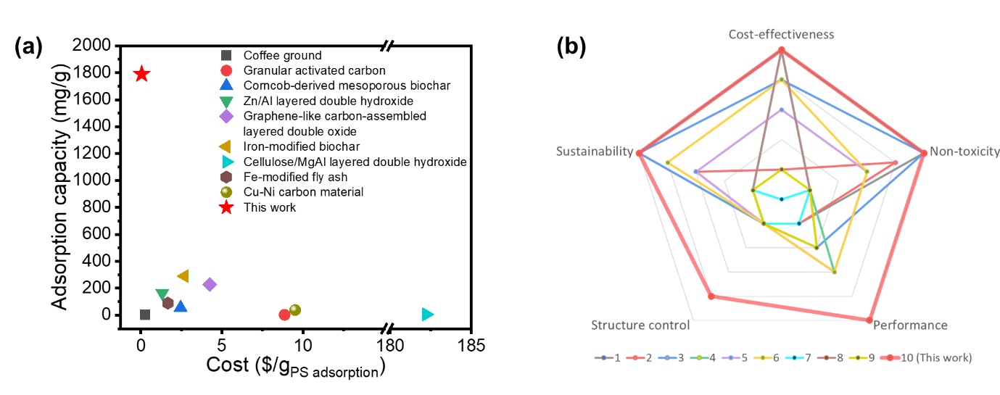 (a)
Adsorption capacity (mg/g)
2000
1800
1600
1400
1200
1000
800
600
400
200
0
Coffee ground
Granular activated carbon
Corncob-derived mesoporous biochar
Zn/Al layered double hydroxide
Graphene-like carbon-assembled
layered double oxide
Iron-modified biochar
Cellulose/MgAl layered double hydroxide
Fe-modified fly ash
Cu-Ni carbon material
This work
0 5 10 180 185
Cost ($/gPS adsorption)
(b)
Cost-effectiveness
Sustainability
Non-toxicity
Structure control
Performance
1 2 3 4 5 6 7 8 9 10 (This work)